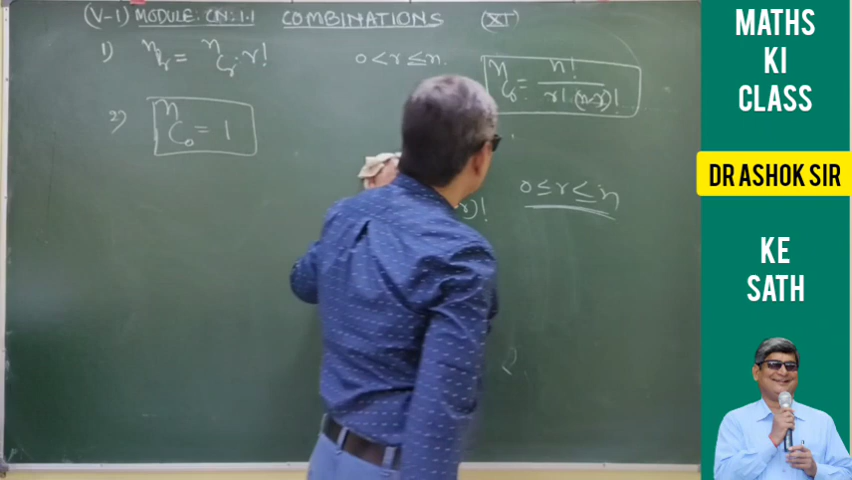 (V-1) MODULE: CN: 1.1 COMBINATIONS (XI)
1) ⁿPᵣ = ⁿCᵣ . r! 0 < r ≤ n.
ⁿCᵣ = n! / r! (n-r)!
2) ⁿC₀ = 1
r)! 0 ≤ r ≤ n
MATHS
KI
CLASS
DR ASHOK SIR
KE
SATH